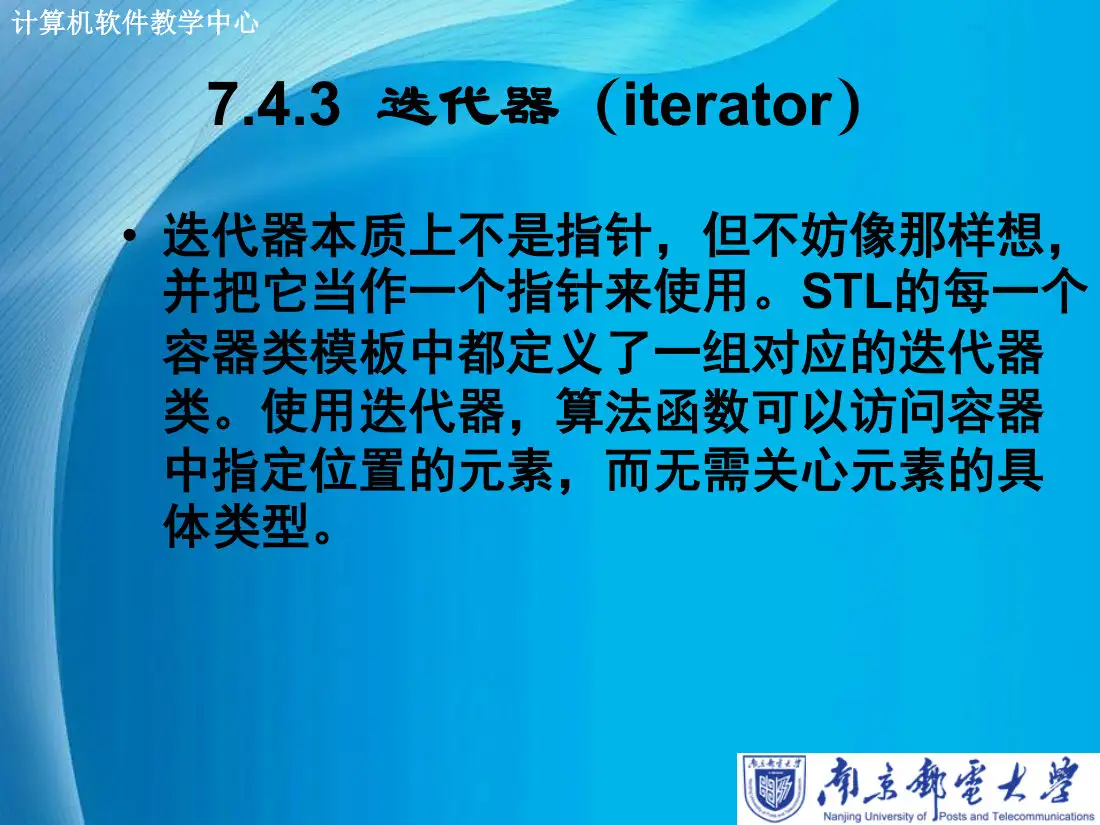 计算机软件教学中心
7.4.3 迭代器（iterator）
• 迭代器本质上不是指针，但不妨像那样想，
并把它当作一个指针来使用。STL的每一个
容器类模板中都定义了一组对应的迭代器
类。使用迭代器，算法函数可以访问容器
中指定位置的元素，而无需关心元素的具
体类型。
南京郵電大學
Nanjing University of Posts and Telecommunications